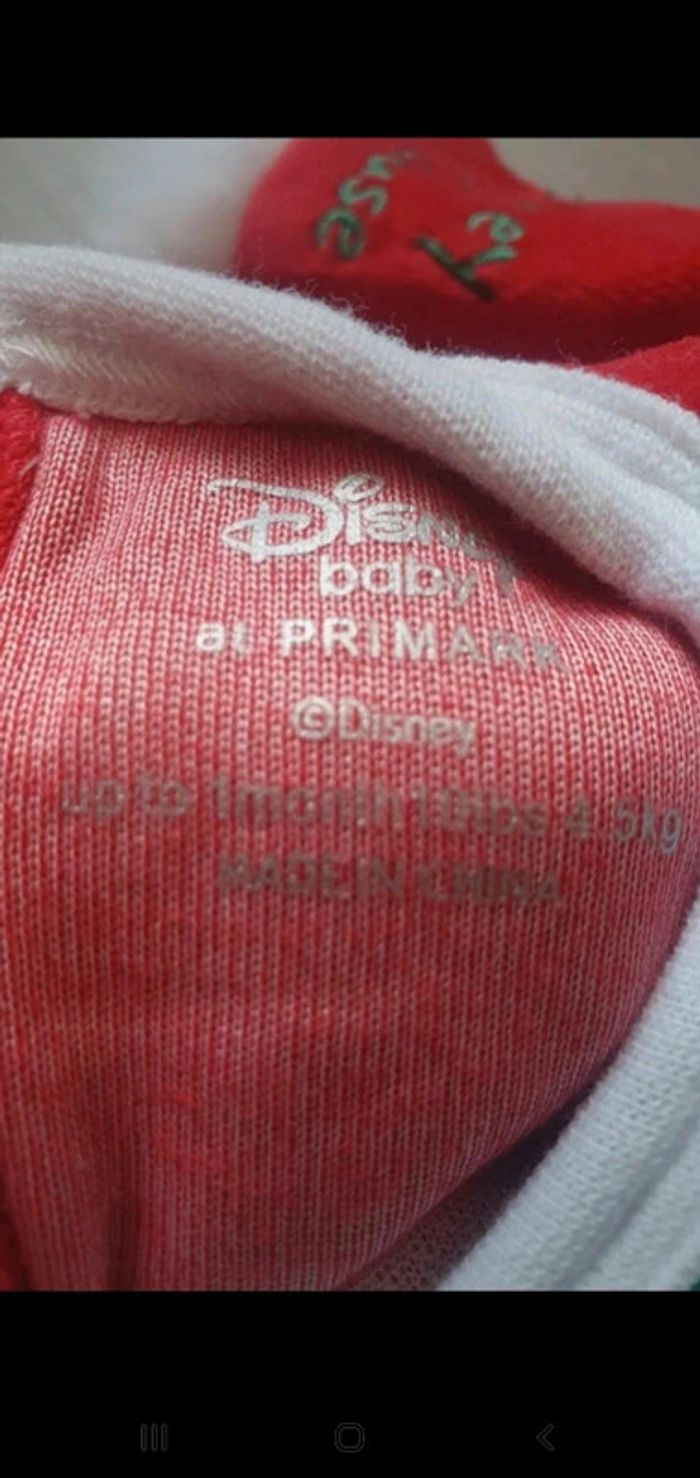 Disney
baby
at PRIMARK
©Disney
up to 1month 10lbs 4.5kg
MADE IN CHINA